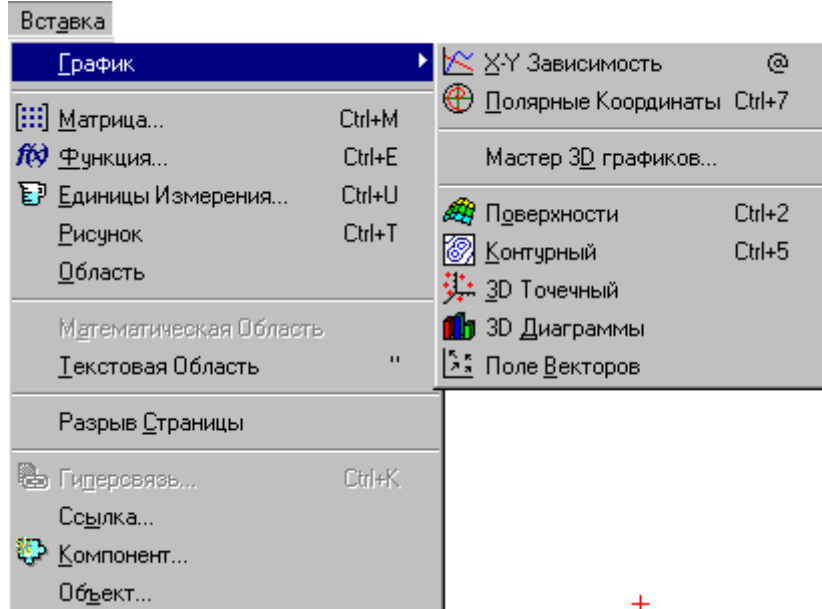 Вставка
График
Матрица... Ctrl+M
f(x) Функция... Ctrl+E
Единицы Измерения... Ctrl+U
Рисунок Ctrl+T
Область
Математическая Область
Текстовая Область "
Разрыв Страницы
Гиперсвязь... Ctrl+K
Ссылка...
Компонент...
Объект...
X-Y Зависимость @
Полярные Координаты Ctrl+7
Мастер 3D графиков...
Поверхности Ctrl+2
Контурный Ctrl+5
3D Точечный
3D Диаграммы
Поле Векторов